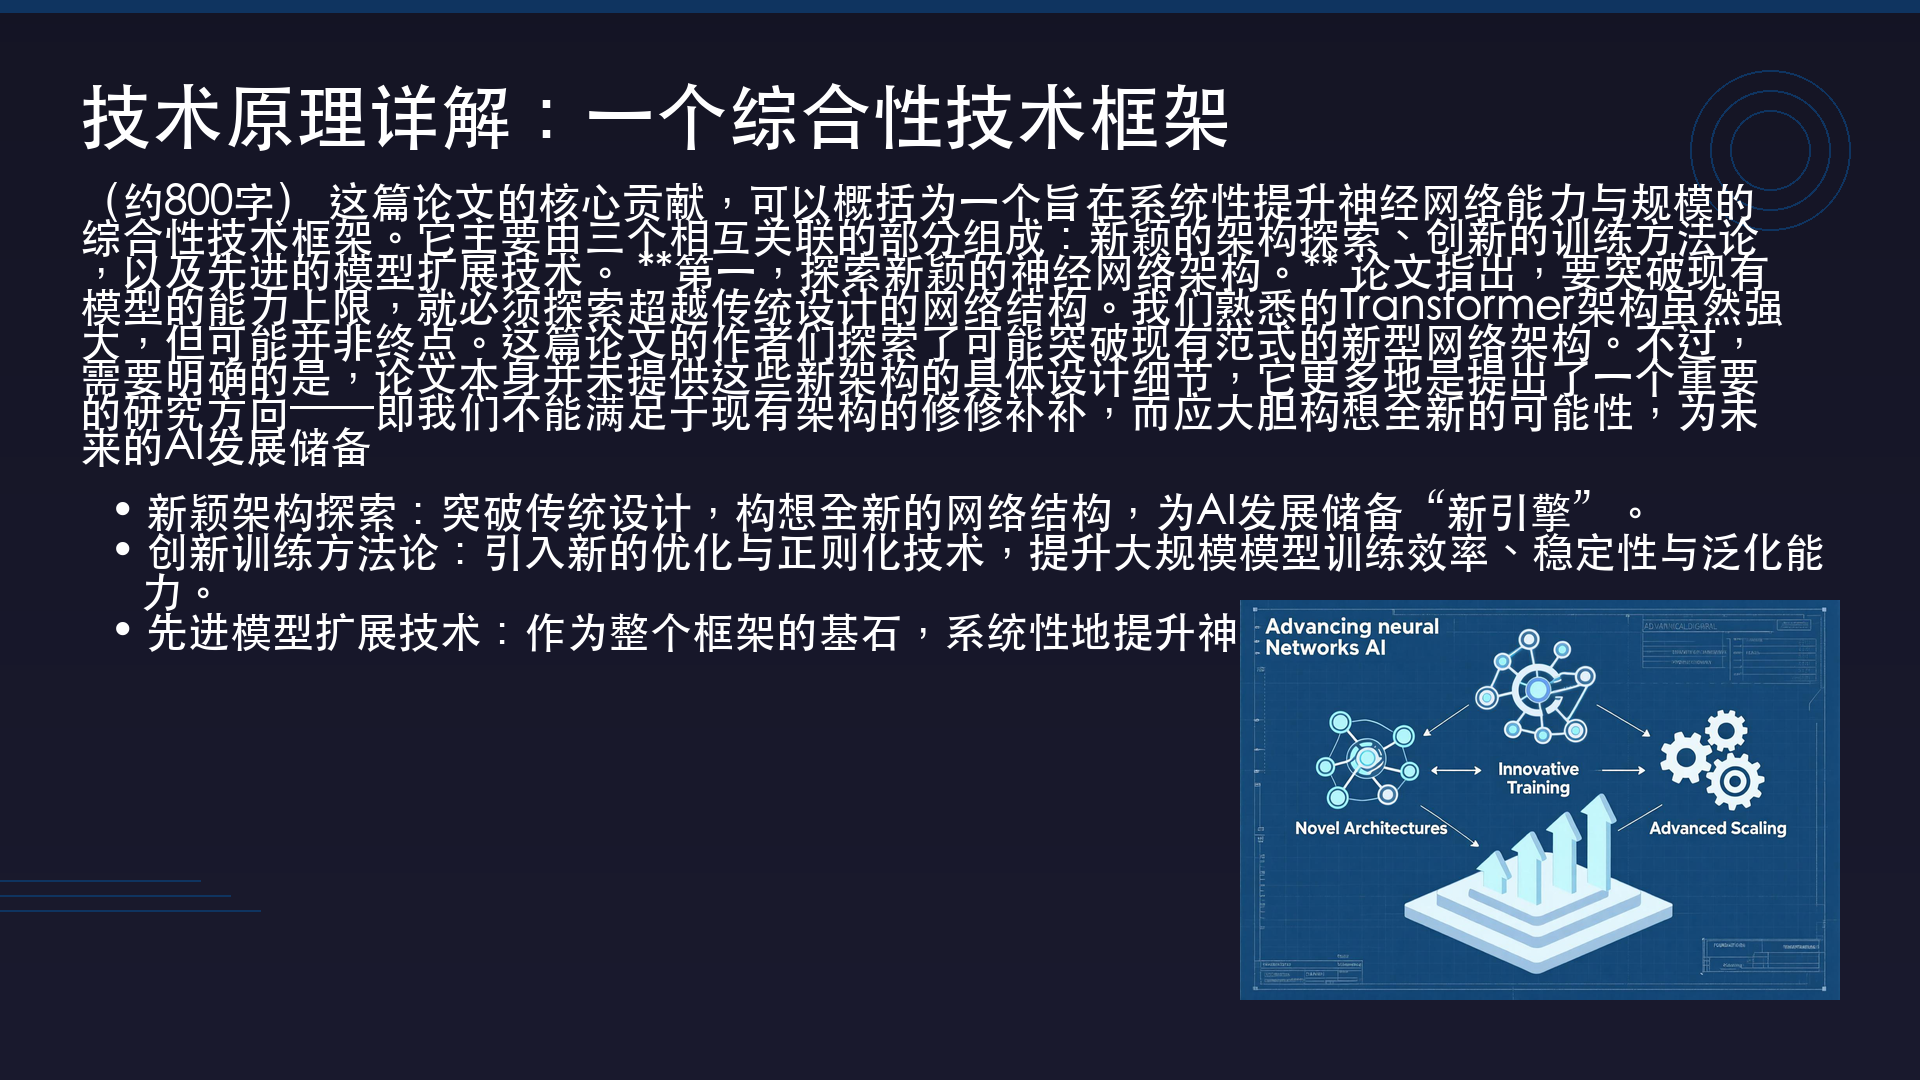 技术原理详解：一个综合性技术框架
（约800字） 这篇论文的核心贡献，可以概括为一个旨在系统性提升神经网络能力与规模的
综合性技术框架。它主要由三个相互关联的部分组成：新颖的架构探索、创新的训练方法论
，以及先进的模型扩展技术。 **第一，探索新颖的神经网络架构。** 论文指出，要突破现有
模型的能力上限，就必须探索超越传统设计的网络结构。我们熟悉的Transformer架构虽然强
大，但可能并非终点。这篇论文的作者们探索了可能突破现有范式的新型网络架构。不过，
需要明确的是，论文本身并未提供这些新架构的具体设计细节，它更多地是提出了一个重要
的研究方向——即我们不能满足于现有架构的修修补补，而应大胆构想全新的可能性，为未
来的AI发展储备
• 新颖架构探索：突破传统设计，构想全新的网络结构，为AI发展储备“新引擎”。
• 创新训练方法论：引入新的优化与正则化技术，提升大规模模型训练效率、稳定性与泛化能
力。
• 先进模型扩展技术：作为整个框架的基石，系统性地提升神
Advancing neural
Networks AI
Innovative
Training
Novel Architectures
Advanced Scaling